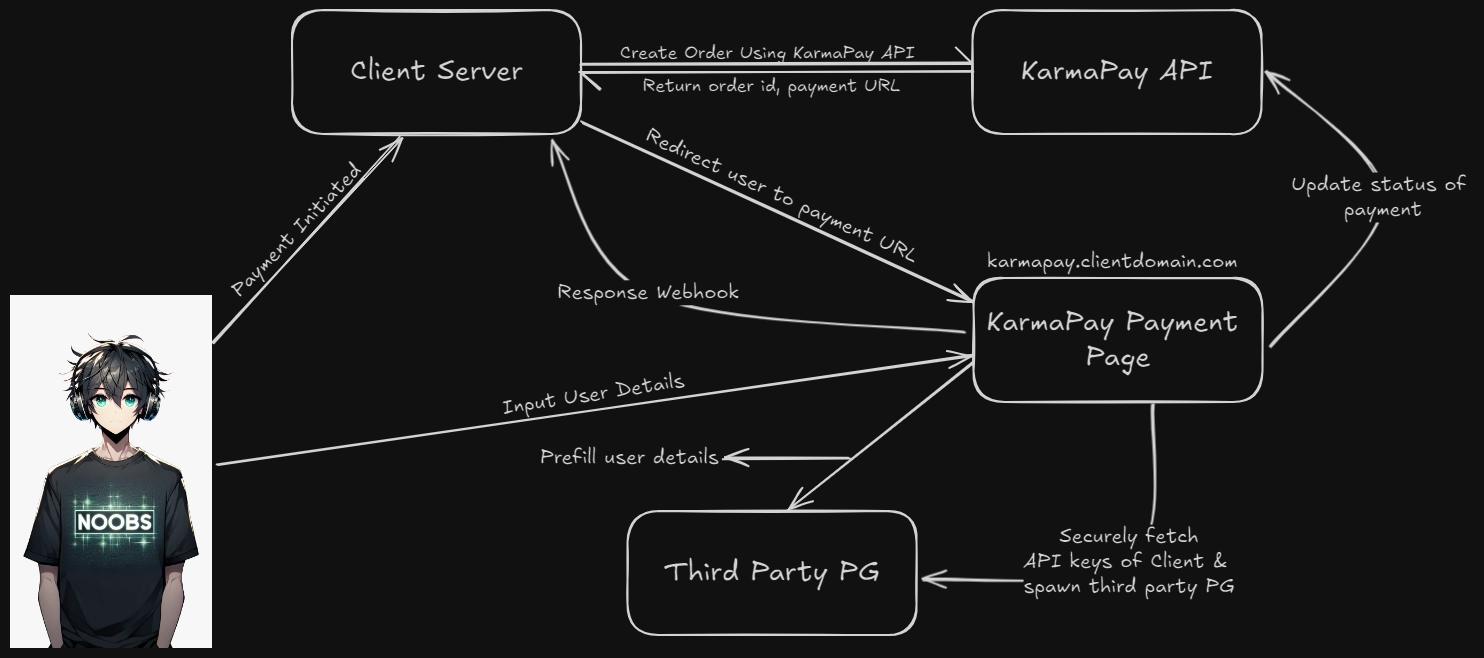 Client Server
Create Order Using KarmaPay API
Return order id, payment URL
KarmaPay API
Payment Initiated
Redirect user to payment URL
Update status of
payment
Response Webhook
karmapay.clientdomain.com
KarmaPay Payment
Page
Input User Details
Prefill user details
NOOBS
Third Party PG
Securely fetch
API keys of Client &
spawn third party PG